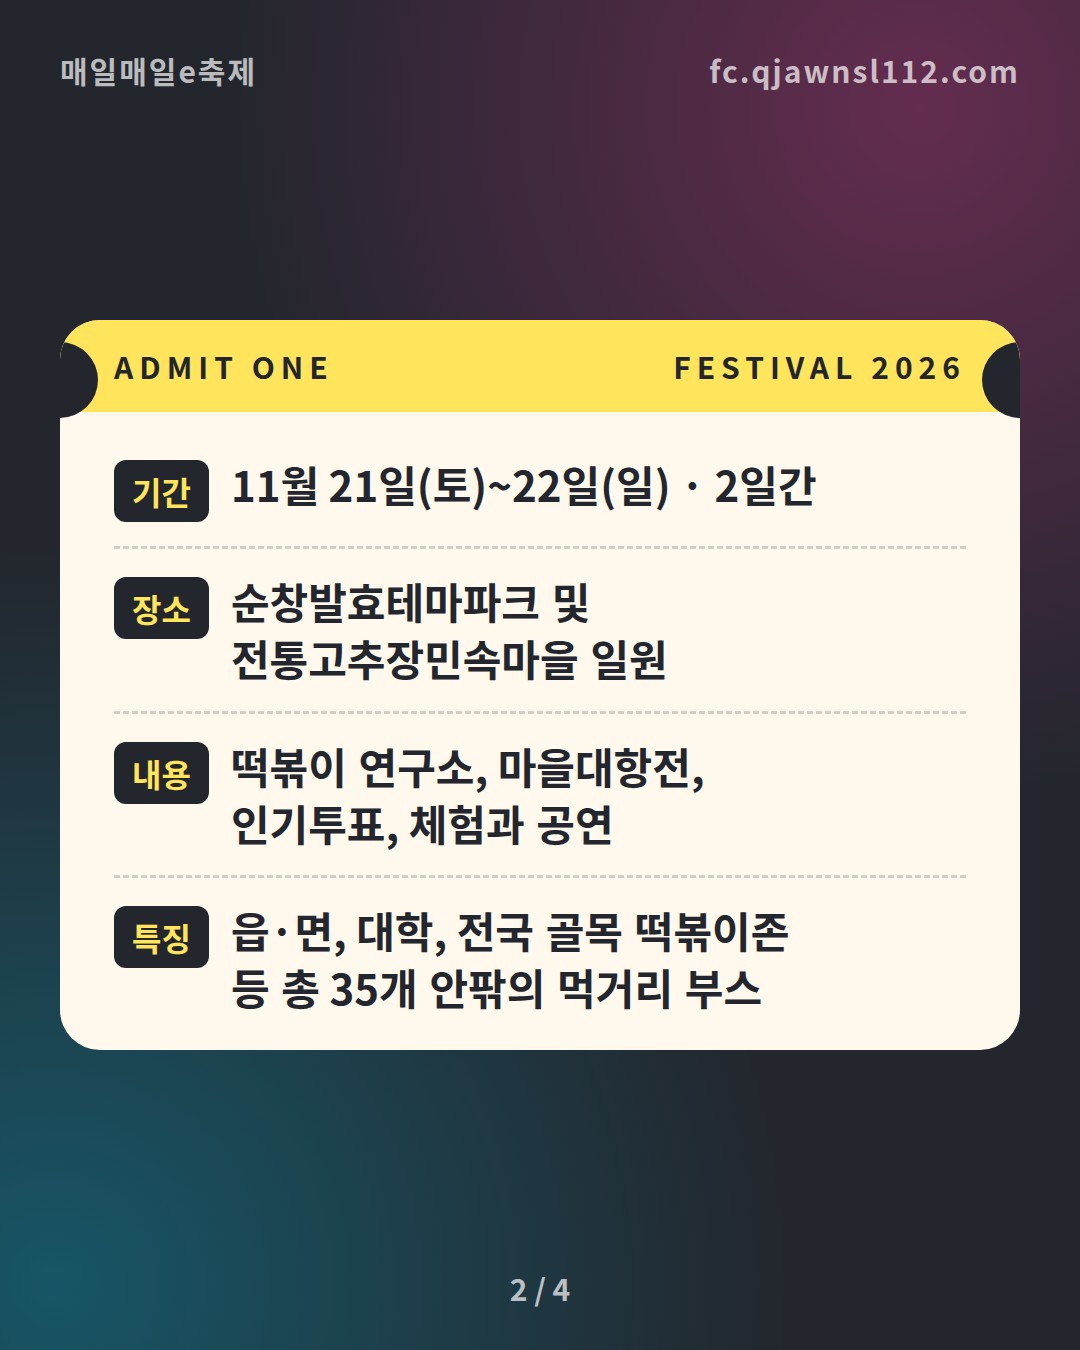 매일매일e축제
fc.qjawnsl112.com
ADMIT ONE
FESTIVAL 2026
기간
11월 21일(토)~22일(일) · 2일간
장소
순창발효테마파크 및
전통고추장민속마을 일원
내용
떡볶이 연구소, 마을대항전,
인기투표, 체험과 공연
특징
읍·면, 대학, 전국 골목 떡볶이존
등 총 35개 안팎의 먹거리 부스
2 / 4